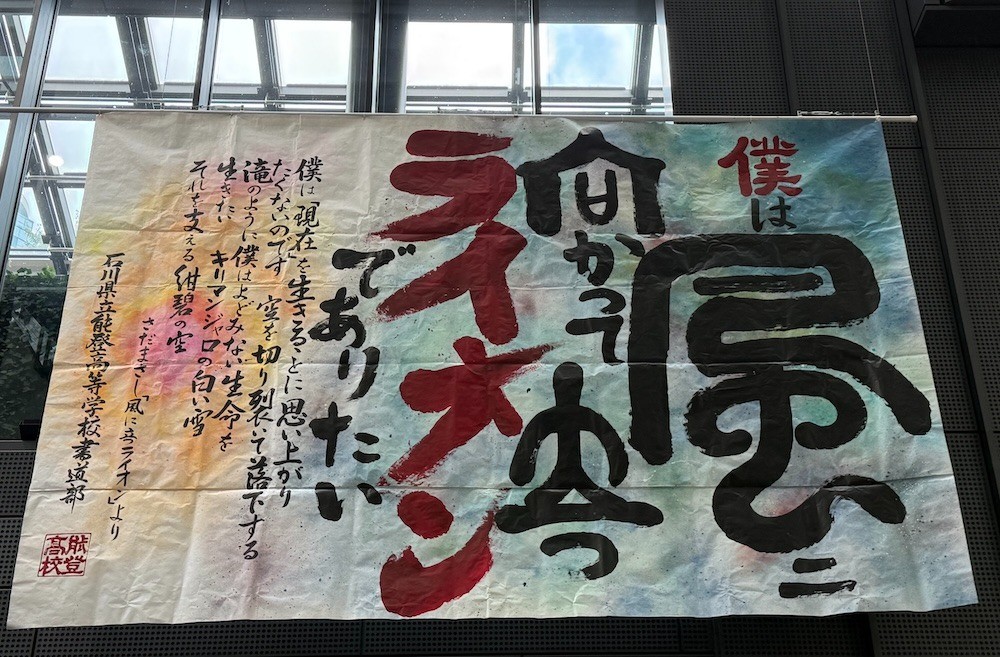 僕は
風ニ
向かって立つ
ライオン
でありたい
僕は「現在」を生きることに思い上がり
たくないのです 空を切り裂いて落下する
滝のように僕はよどみない生命を
生きたい キリマンジャロの白い雪
それを支える紺碧の空
さだまさし「風に立つライオン」より
石川県立能登高等学校書道部
能登
高校